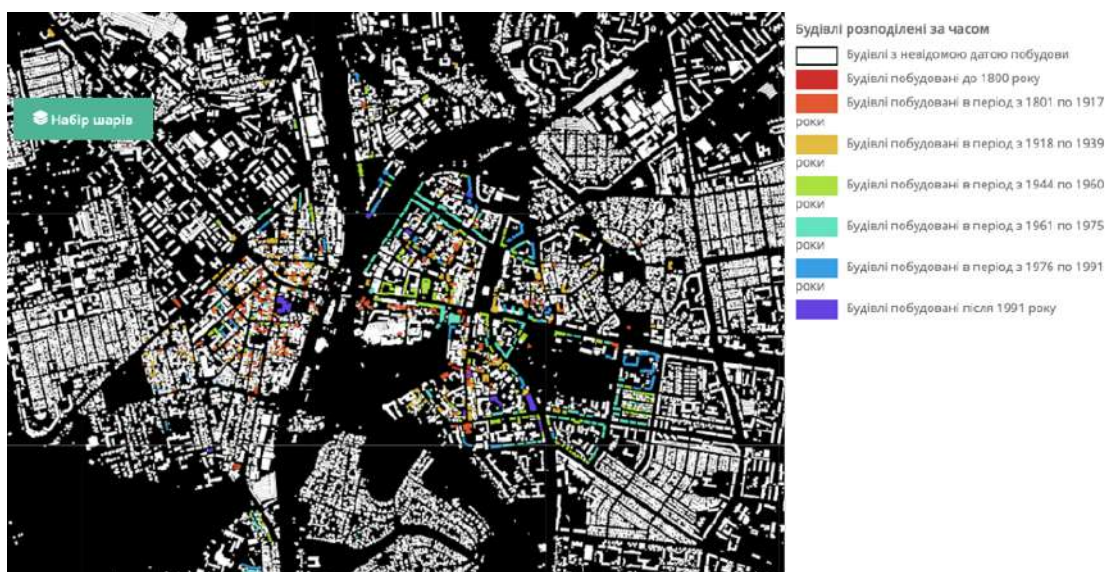 Будівлі розподілені за часом
Будівлі з невідомою датою побудови
Будівлі побудовані до 1800 року
Будівлі побудовані в період з 1801 по 1917
роки
Будівлі побудовані в період з 1918 по 1939
роки
Будівлі побудовані в період з 1944 по 1960
роки
Будівлі побудовані в період з 1961 по 1975
роки
Будівлі побудовані в період з 1976 по 1991
роки
Будівлі побудовані після 1991 року
Набір шарів